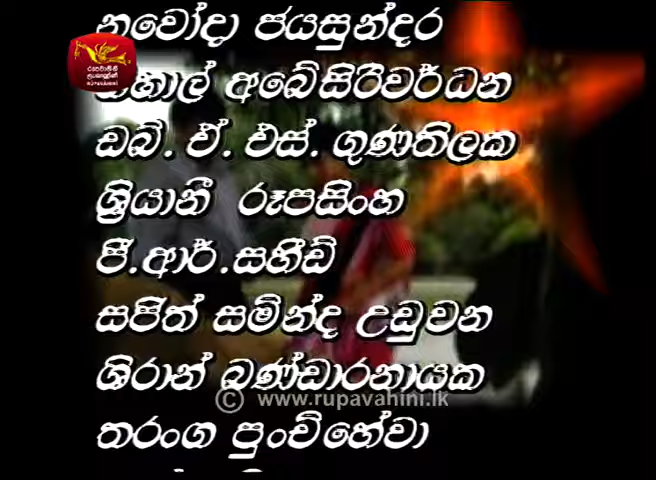 නවෝදා ජයසුන්දර
අබේසිරිවර්ධන
ඩබ්. ඒ. එස්. ගුණතිලක
ශ්‍රියානී රූපසිංහ
ජී.ආර්.සහීඩ්
සජිත් සමින්ද උඩුවන
ශිරාන් බණ්ඩාරනායක
© www.rupavahini.lk
තරංග පුංචිහේවා